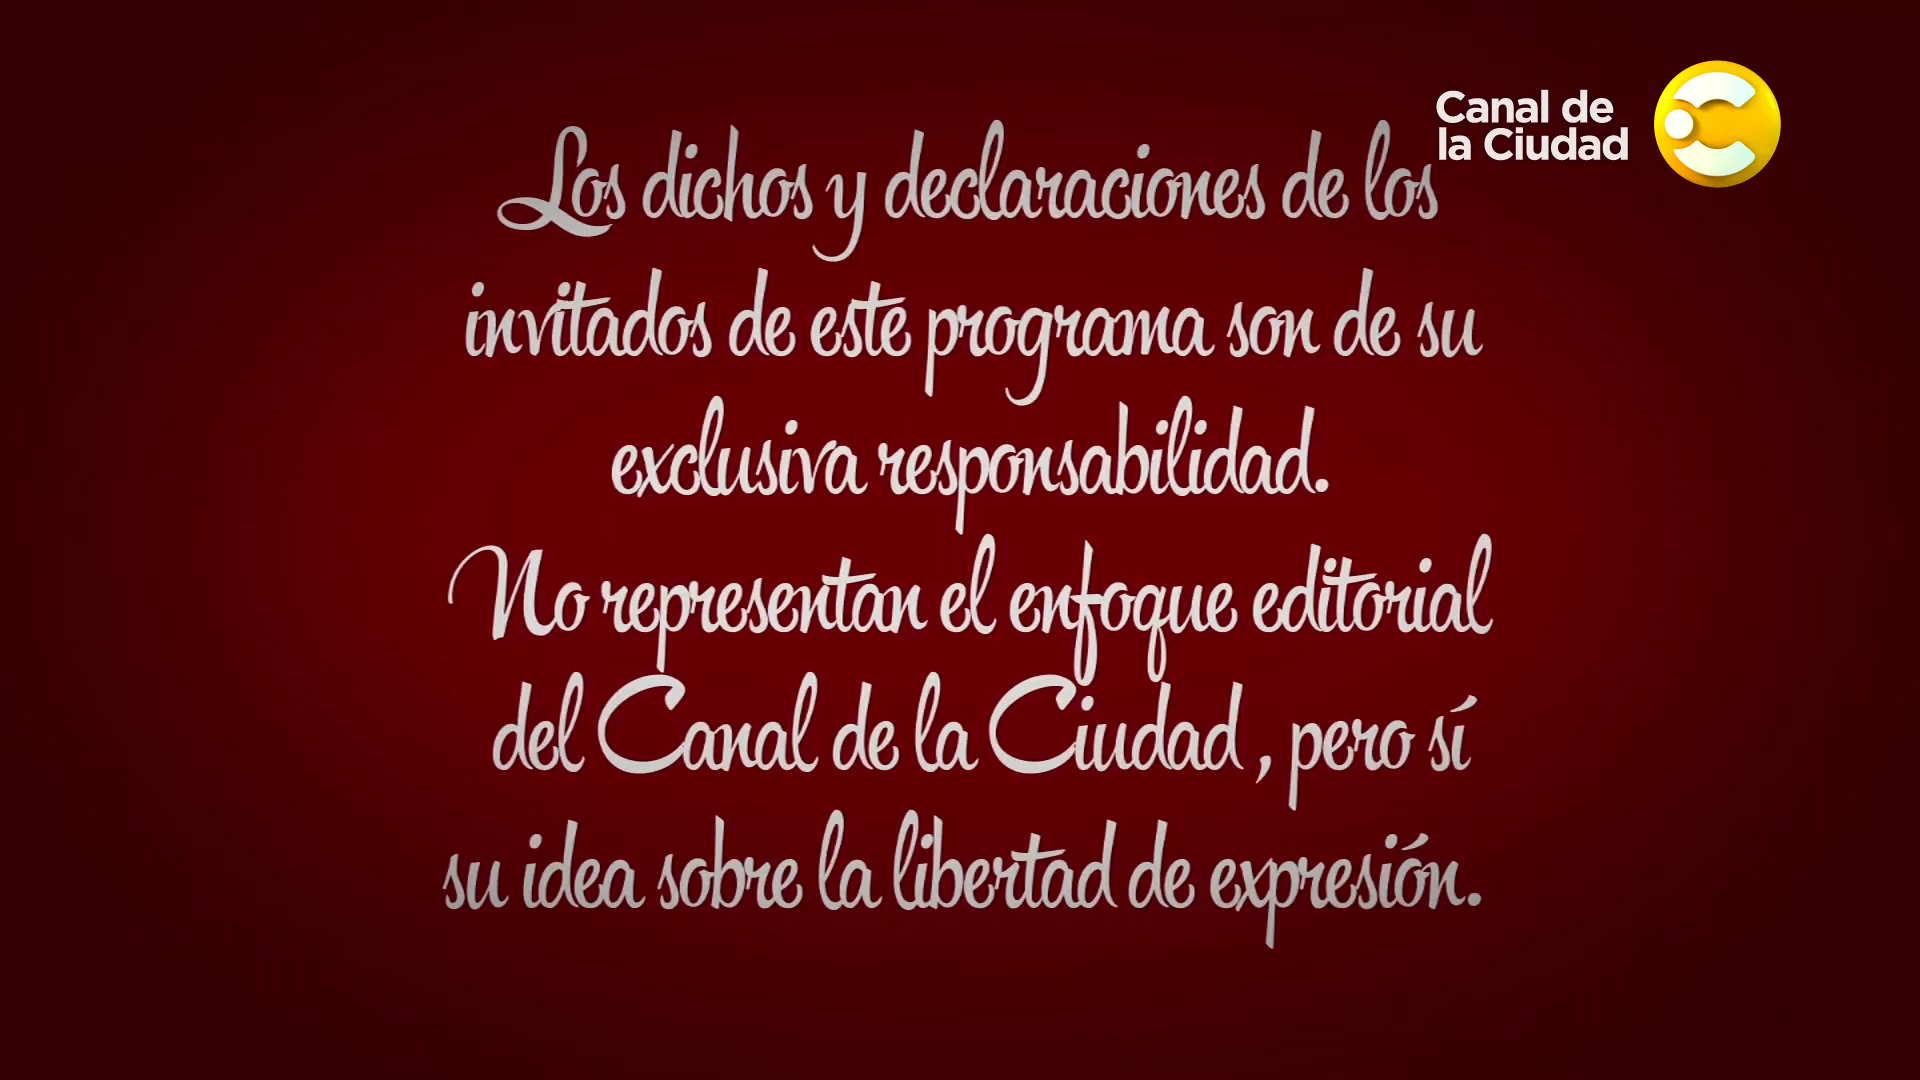 Canal de
la Ciudad
Los dichos y declaraciones de los
invitados de este programa son de su
exclusiva responsabilidad.
No representan el enfoque editorial
del Canal de la Ciudad, pero sí
su idea sobre la libertad de expresión.